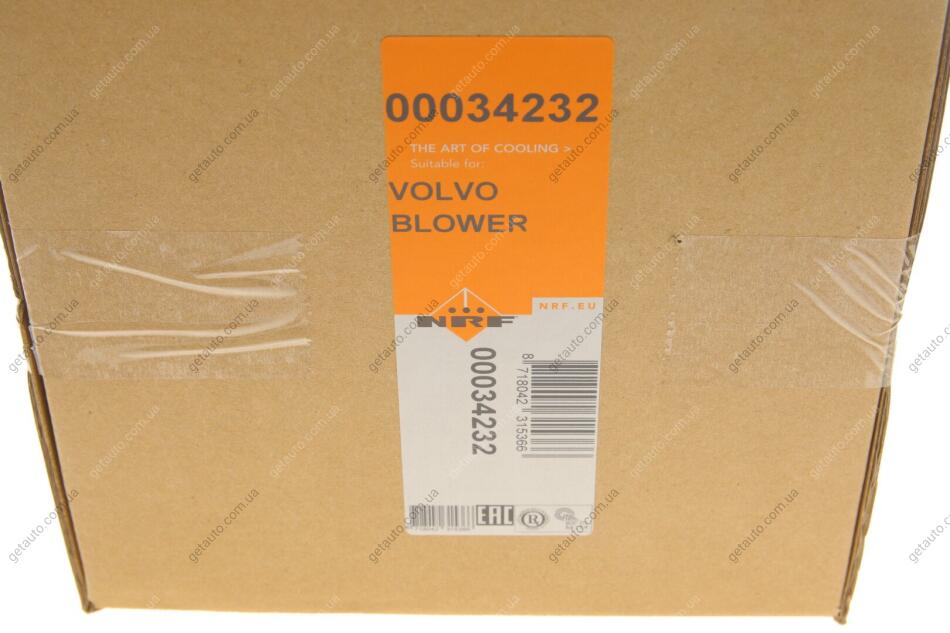 00034232
THE ART OF COOLING >
Suitable for:
VOLVO
BLOWER
NRF.EU
NRF
00034232
8 718042 315366
EAC
R
getauto.com.ua